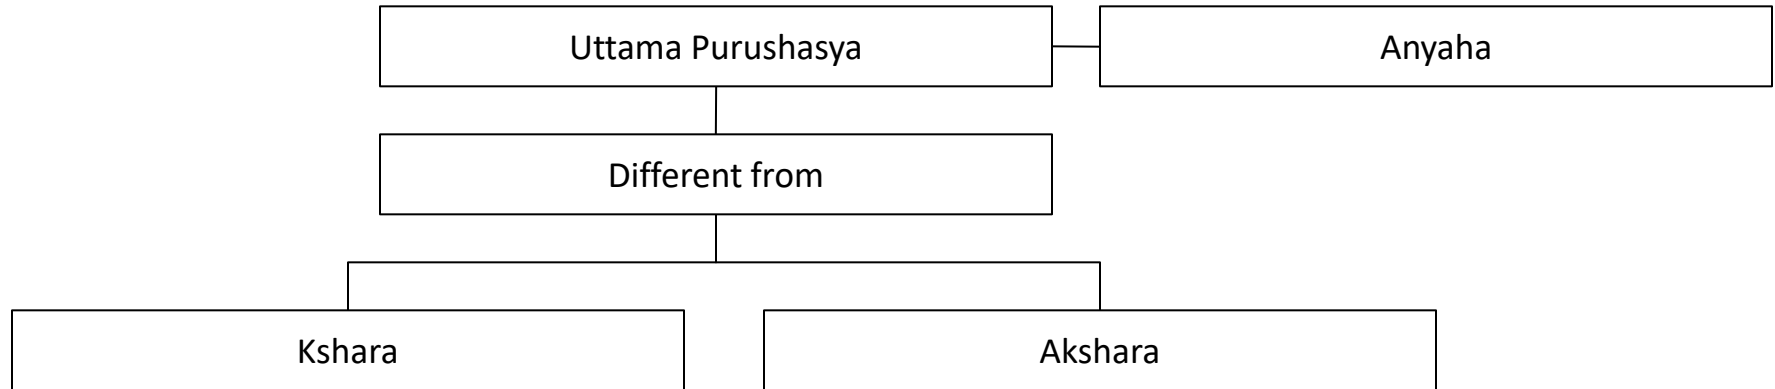 Uttama Purushasya
Anyaha
Different from
Kshara
Akshara